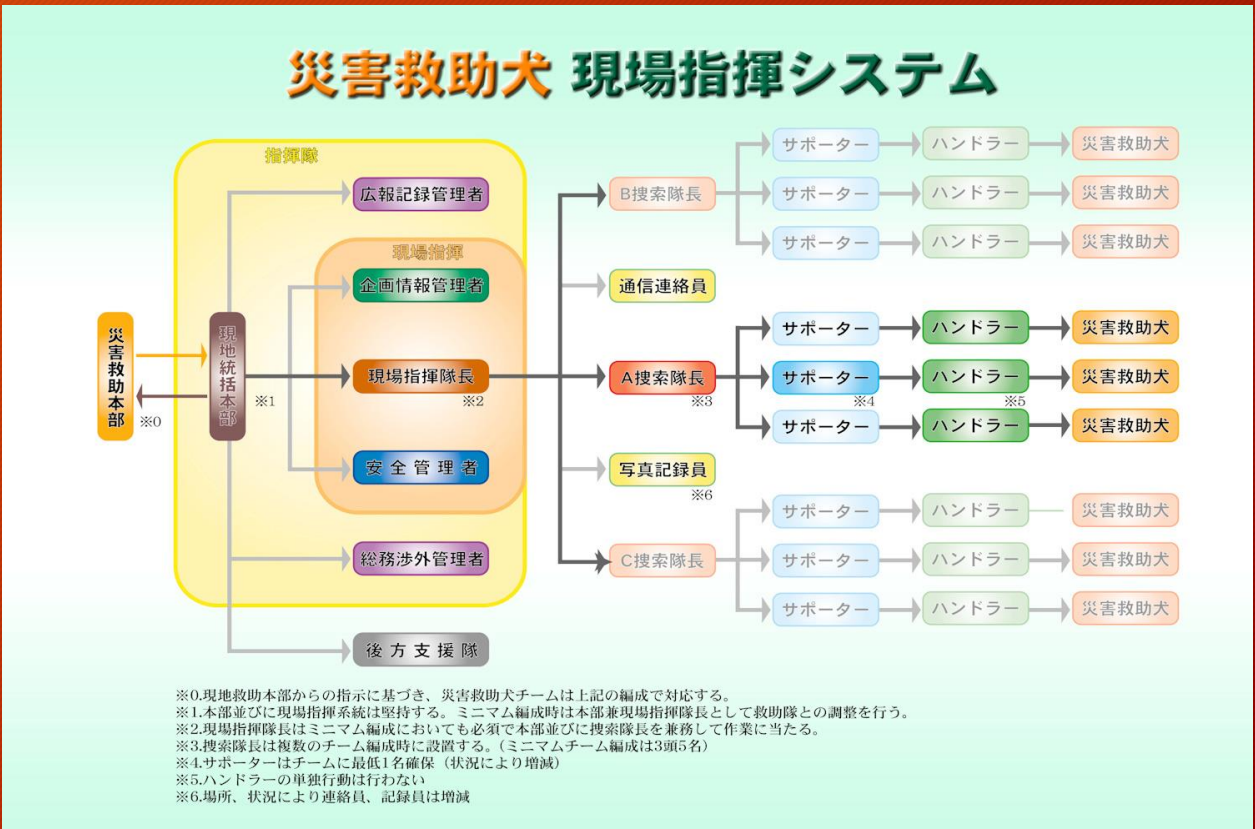 災害救助犬 現場指揮システム
指揮隊
広報記録管理者
現場指揮
企画情報管理者
災害救助本部
※0
現地統括本部
※1
現場指揮隊長
※2
安全管理者
総務渉外管理者
後方支援隊
B捜索隊長
サポーター
ハンドラー
災害救助犬
サポーター
ハンドラー
災害救助犬
サポーター
ハンドラー
災害救助犬
通信連絡員
A捜索隊長
※3
サポーター
ハンドラー
災害救助犬
サポーター
※4
ハンドラー
※5
災害救助犬
サポーター
ハンドラー
災害救助犬
写真記録員
※6
C捜索隊長
サポーター
ハンドラー
災害救助犬
サポーター
ハンドラー
災害救助犬
サポーター
ハンドラー
災害救助犬
※0.現地救助本部からの指示に基づき、災害救助犬チームは上記の編成で対応する。
※1.本部並びに現場指揮系統は堅持する。ミニマム編成時は本部兼現場指揮隊長として救助隊との調整を行う。
※2.現場指揮隊長はミニマム編成においても必須で本部並びに捜索隊長を兼務して作業に当たる。
※3.捜索隊長は複数のチーム編成時に設置する。(ミニマムチーム編成は3頭5名)
※4.サポーターはチームに最低1名確保（状況により増減）
※5.ハンドラーの単独行動は行わない
※6.場所、状況により連絡員、記録員は増減